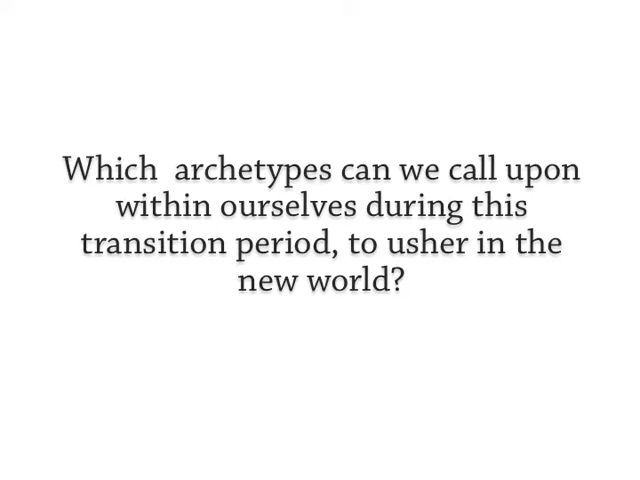 Which  archetypes can we call upon
within ourselves during this
transition period, to usher in the
new world?